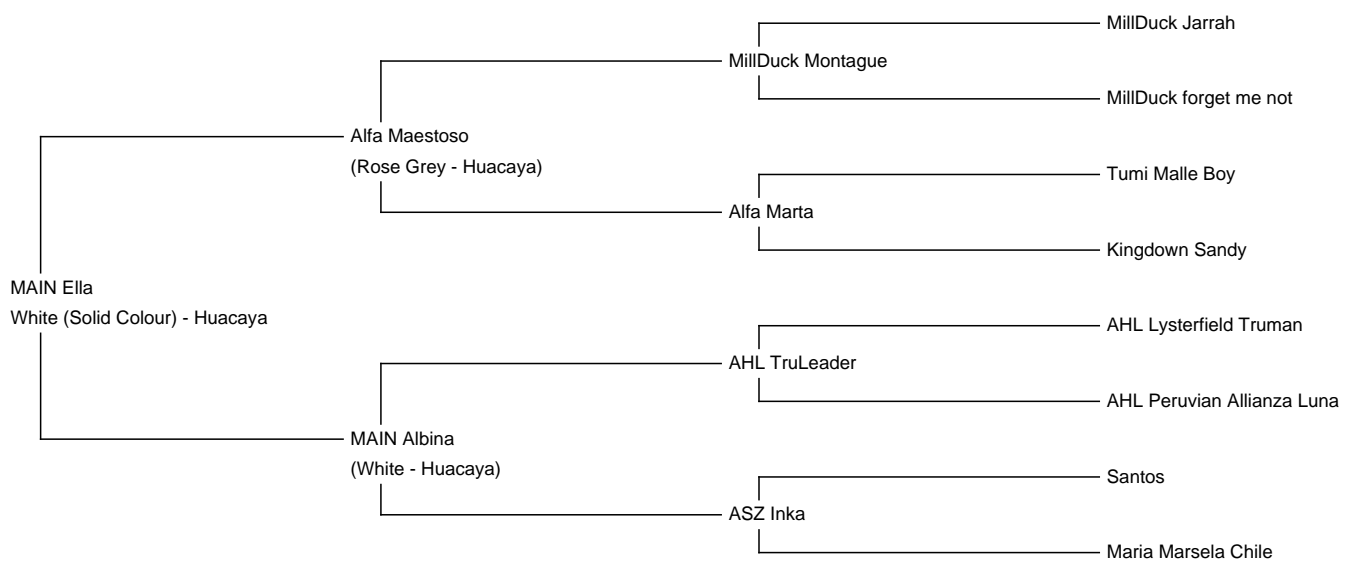 MillDuck Jarrah
MillDuck Montague
MillDuck forget me not
Alfa Maestoso
(Rose Grey - Huacaya)
Tumi Malle Boy
Alfa Marta
Kingdown Sandy
MAIN Ella
White (Solid Colour) - Huacaya
AHL Lysterfield Truman
AHL TruLeader
AHL Peruvian Allianza Luna
MAIN Albina
(White - Huacaya)
Santos
ASZ Inka
Maria Marsela Chile